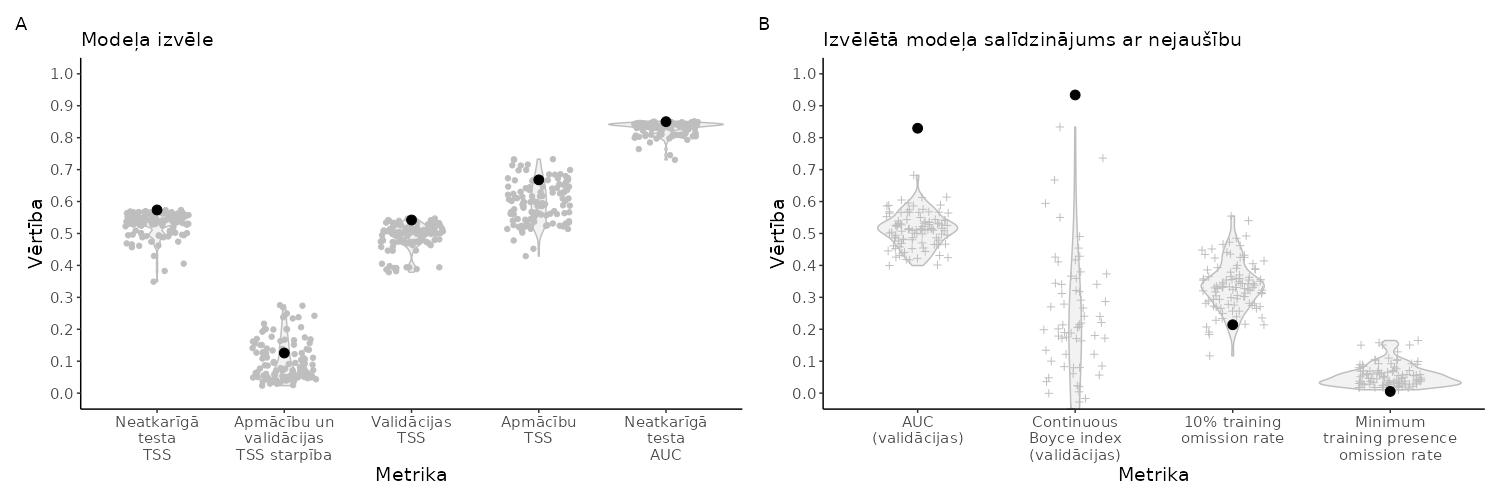 A
Modeļa izvēle
Vērtība
1.0
0.9
0.8
0.7
0.6
0.5
0.4
0.3
0.2
0.1
0.0
Neatkarīgā
testa
TSS
Apmācību un
validācijas
TSS starpība
Validācijas
TSS
Apmācību
TSS
Neatkarīgā
testa
AUC
Metrika
B
Izvēlētā modeļa salīdzinājums ar nejaušību
Vērtība
1.0
0.9
0.8
0.7
0.6
0.5
0.4
0.3
0.2
0.1
0.0
AUC
(validācijas)
Continuous
Boyce index
(validācijas)
10% training
omission rate
Minimum
training presence
omission rate
Metrika